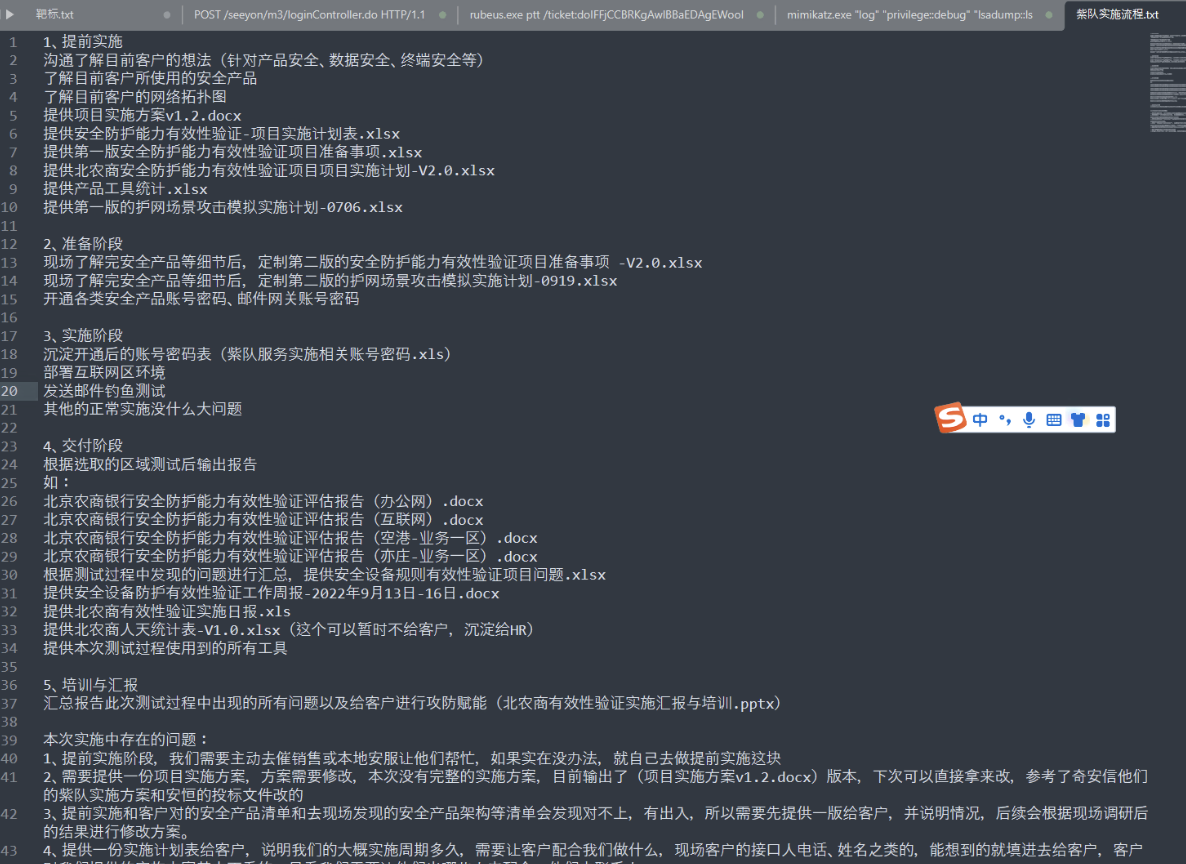 靶标.txt
POST /seeyon/m3/loginController.do HTTP/1.1
rubeus.exe ptt /ticket:doIFFjCCBRKgAwIBBaEDAgEWooI
mimikatz.exe "log" "privilege::debug" "lsadump::ls
紫队实施流程.txt
1 1、提前实施
2 沟通了解目前客户的想法（针对产品安全、数据安全、终端安全等）
3 了解目前客户所使用的安全产品
4 了解目前客户的网络拓扑图
5 提供项目实施方案v1.2.docx
6 提供安全防护能力有效性验证-项目实施计划表.xlsx
7 提供第一版安全防护能力有效性验证项目准备事项.xlsx
8 提供北农商安全防护能力有效性验证项目项目实施计划-V2.0.xlsx
9 提供产品工具统计.xlsx
10 提供第一版的护网场景攻击模拟实施计划-0706.xlsx
11
12 2、准备阶段
13 现场了解完安全产品等细节后，定制第二版的安全防护能力有效性验证项目准备事项 -V2.0.xlsx
14 现场了解完安全产品等细节后，定制第二版的护网场景攻击模拟实施计划-0919.xlsx
15 开通各类安全产品账号密码、邮件网关账号密码
16
17 3、实施阶段
18 沉淀开通后的账号密码表（紫队服务实施相关账号密码.xls）
19 部署互联网区环境
20 发送邮件钓鱼测试
21 其他的正常实施没什么大问题
22
23 4、交付阶段
24 根据选取的区域测试后输出报告
25 如：
26 北京农商银行安全防护能力有效性验证评估报告（办公网）.docx
27 北京农商银行安全防护能力有效性验证评估报告（互联网）.docx
28 北京农商银行安全防护能力有效性验证评估报告（空港-业务一区）.docx
29 北京农商银行安全防护能力有效性验证评估报告（亦庄-业务一区）.docx
30 根据测试过程中发现的问题进行汇总，提供安全设备规则有效性验证项目问题.xlsx
31 提供安全设备防护有效性验证工作周报-2022年9月13日-16日.docx
32 提供北农商有效性验证实施日报.xls
33 提供北农商人天统计表-V1.0.xlsx（这个可以暂时不给客户，沉淀给HR）
34 提供本次测试过程使用到的所有工具
35
36 5、培训与汇报
37 汇总报告此次测试过程中出现的所有问题以及给客户进行攻防赋能（北农商有效性验证实施汇报与培训.pptx）
38
39 本次实施中存在的问题：
40 1、提前实施阶段，我们需要主动去催销售或本地安服让他们帮忙，如果实在没办法，就自己去做提前实施这块
41 2、需要提供一份项目实施方案，方案需要修改，本次没有完整的实施方案，目前输出了（项目实施方案v1.2.docx）版本，下次可以直接拿来改，参考了奇安信他们
的紫队实施方案和安恒的投标文件改的
42 3、提前实施和客户对的安全产品清单和去现场发现的安全产品架构等清单会发现对不上，有出入，所以需要先提供一版给客户，并说明情况，后续会根据现场调研后
的结果进行修改方案。
43 4、提供一份实施计划表给客户，说明我们的大概实施周期多久，需要让客户配合我们做什么，现场客户的接口人电话、姓名之类的，能想到的就填进去给客户，客户
S 中